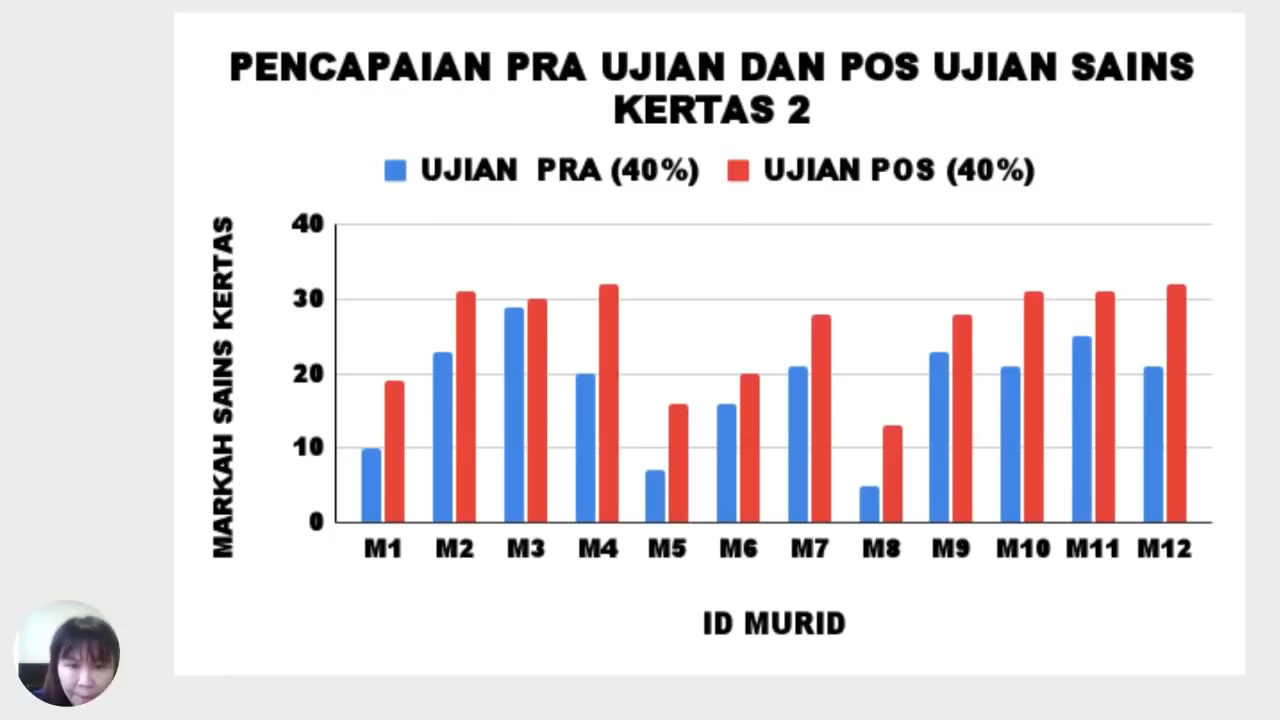 PENCAPAIAN PRA UJIAN DAN POS UJIAN SAINS
KERTAS 2
UJIAN PRA (40%) UJIAN POS (40%)
MARKAH SAINS KERTAS
40
30
20
10
0
M1 M2 M3 M4 M5 M6 M7 M8 M9 M10 M11 M12
ID MURID